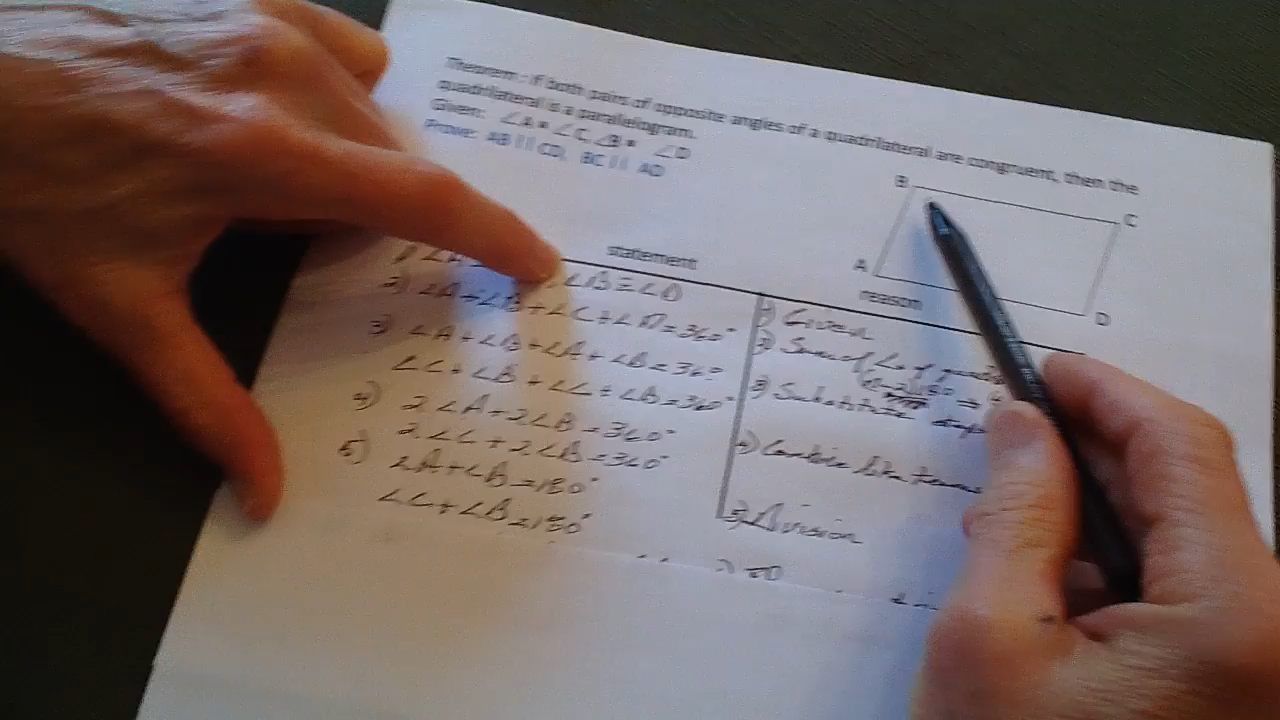 Theorem : If both pairs of opposite angles of a quadrilateral are congruent, then the
quadrilateral is a parallelogram.
Given: ∠A ≅ ∠C, ∠B ≅ ∠D
Prove: AB || CD, BC || AD
B
C
A
D
statement
reason
1) ∠A ∠B ≅ ∠D
1) Given
2) ∠A+∠B+∠C+∠D=360°
2) Sum of ∠s of
3) ∠A+∠B+∠A+∠B=360
3) Substitute
∠C+∠B+∠C+∠B=360°
4) 2∠A+2∠B=360°
4) Combine like terms
2∠C+2∠B=360°
5) ∠A+∠B=180°
5) Division
∠C+∠B=180°